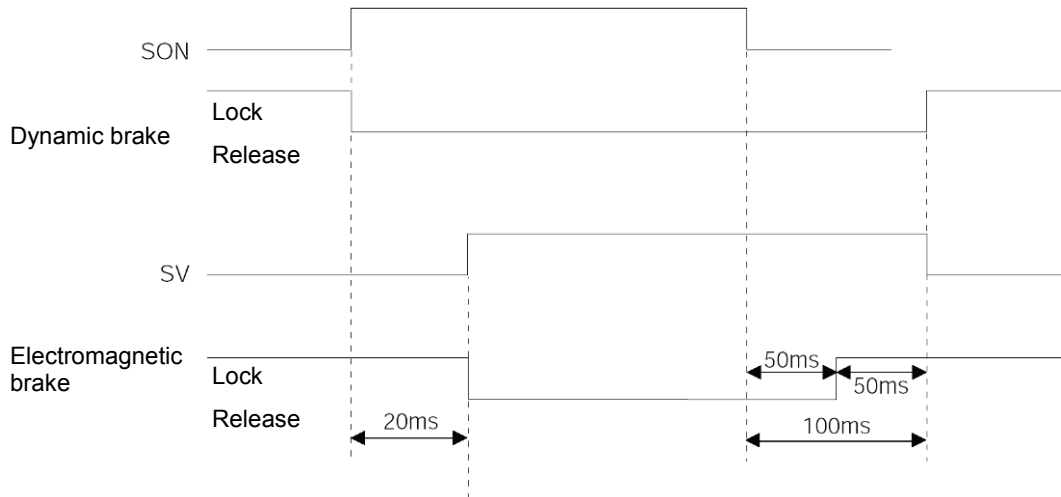 SON
Lock
Dynamic brake
Release
SV
Electromagnetic
brake
Lock
Release
50ms
50ms
20ms
100ms